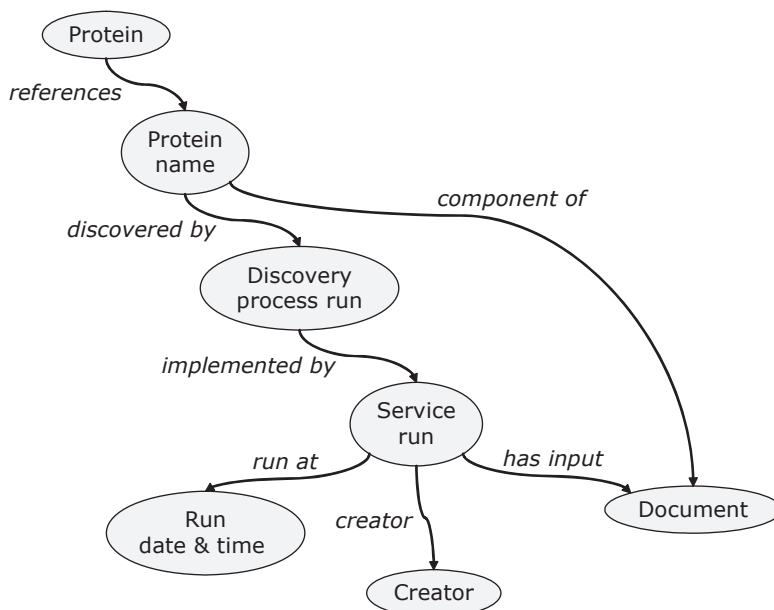 Protein
references
Protein
name
component of
discovered by
Discovery
process run
implemented by
Service
run
run at
has input
Run
date & time
creator
Document
Creator